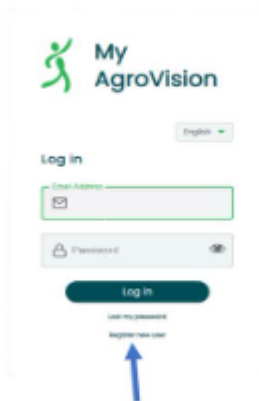 My
AgroVision
English
Log in
Email Address
Password
Log in
Lost my password
Register new user